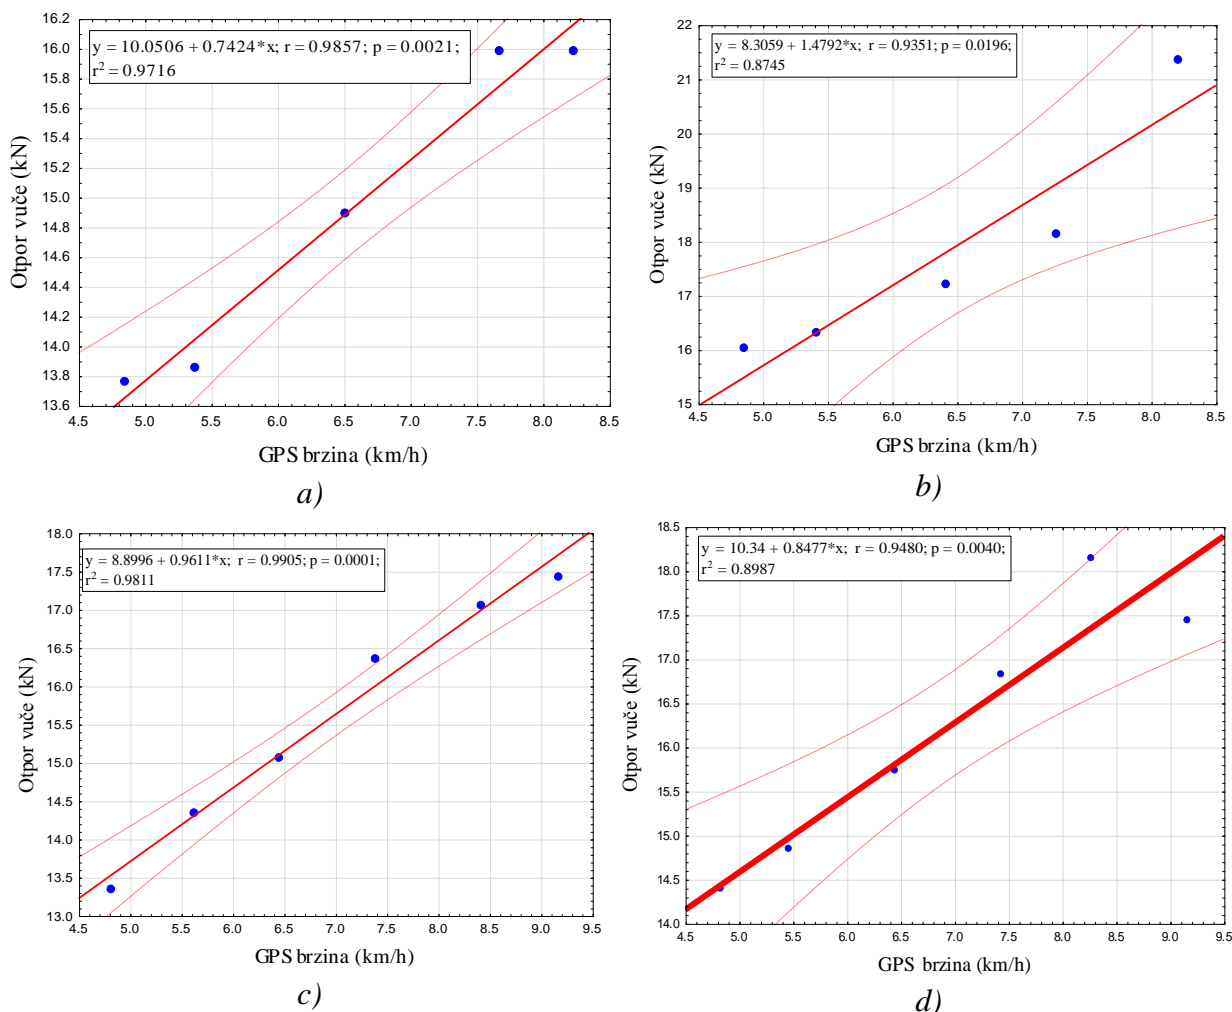 y = 10.0506 + 0.7424*x; r = 0.9857; p = 0.0021;
r² = 0.9716
16.2
16.0
15.8
15.6
15.4
15.2
15.0
14.8
14.6
14.4
14.2
14.0
13.8
13.6
Otpor vuče (kN)
4.5 5.0 5.5 6.0 6.5 7.0 7.5 8.0 8.5
GPS brzina (km/h)
a)
y = 8.3059 + 1.4792*x; r = 0.9351; p = 0.0196;
r² = 0.8745
22
21
20
19
18
17
16
15
Otpor vuče (kN)
4.5 5.0 5.5 6.0 6.5 7.0 7.5 8.0 8.5
GPS brzina (km/h)
b)
y = 8.8996 + 0.9611*x; r = 0.9905; p = 0.0001;
r² = 0.9811
18.0
17.5
17.0
16.5
16.0
15.5
15.0
14.5
14.0
13.5
13.0
Otpor vuče (kN)
4.5 5.0 5.5 6.0 6.5 7.0 7.5 8.0 8.5 9.0 9.5
GPS brzina (km/h)
c)
y = 10.34 + 0.8477*x; r = 0.9480; p = 0.0040;
r² = 0.8987
18.5
18.0
17.5
17.0
16.5
16.0
15.5
15.0
14.5
14.0
Otpor vuče (kN)
4.5 5.0 5.5 6.0 6.5 7.0 7.5 8.0 8.5 9.0 9.5
GPS brzina (km/h)
d)